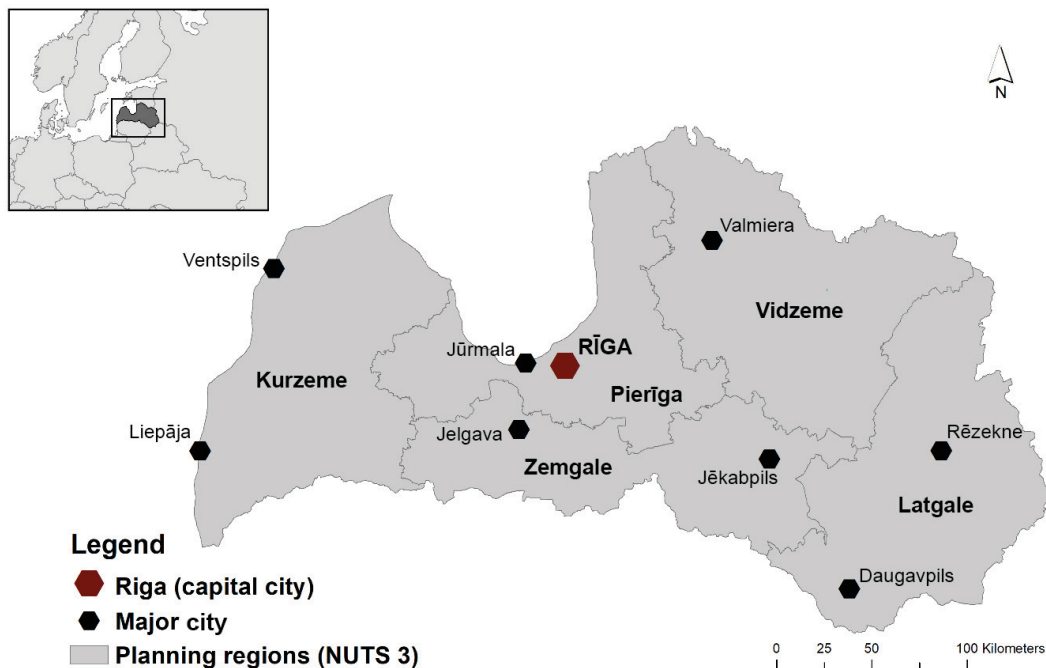 N
Valmiera
Ventspils
Vidzeme
RĪGA
Jūrmala
Kurzeme
Pierīga
Liepāja
Jelgava
Rēzekne
Zemgale
Jēkabpils
Latgale
Legend
Riga (capital city)
Daugavpils
Major city
Planning regions (NUTS 3)
0 25 50 100 Kilometers